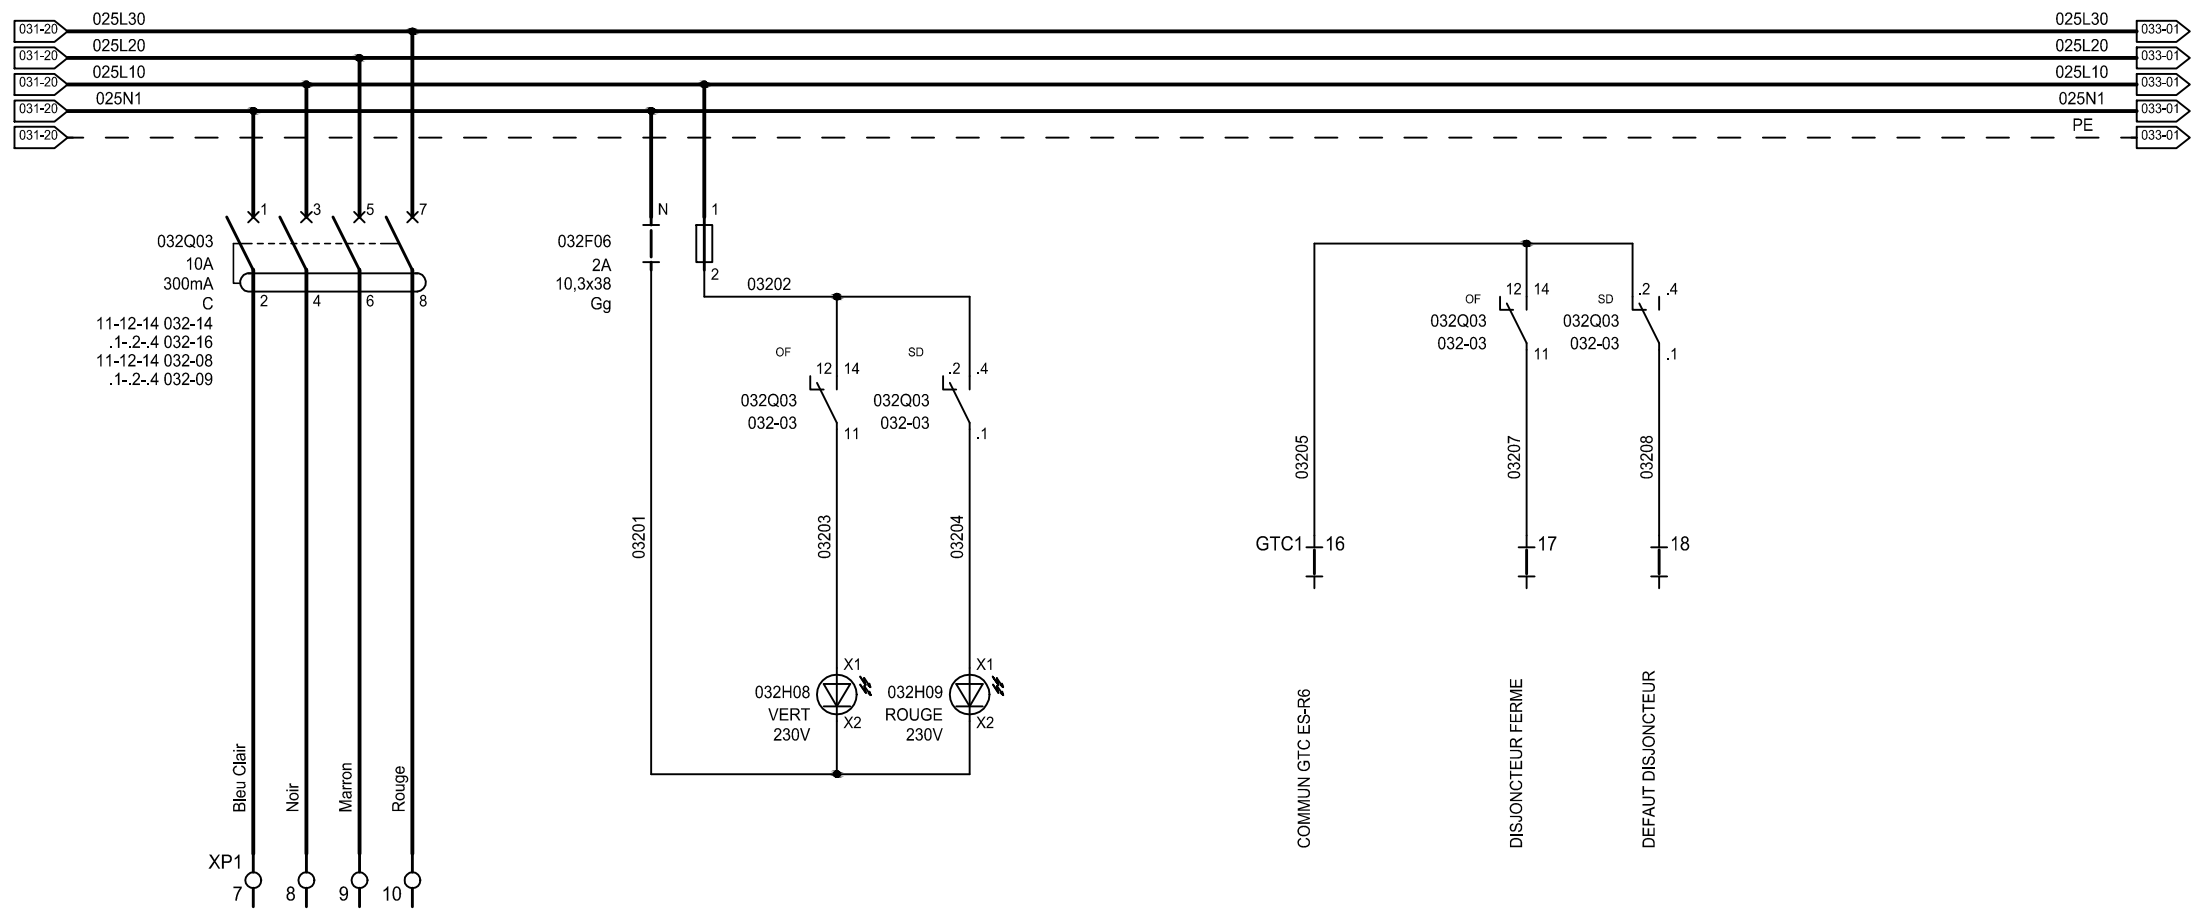 031-20 025L30 025L30 033-01
031-20 025L20 025L20 033-01
031-20 025L10 025L10 033-01
031-20 025N1 025N1 033-01
031-20 PE 033-01
1 3 5 7
032Q03
10A
300mA
C
2 4 6 8
11-12-14 032-14
.1-.2-.4 032-16
11-12-14 032-08
.1-.2-.4 032-09
Bleu Clair
Noir
Marron
Rouge
XP1
7 8 9 10
N 1
032F06
2A
10,3x38
Gg
2
03202
OF
12 14
032Q03
032-03
11
SD
.2 .4
032Q03
032-03
.1
03201
03203
03204
X1
032H08
VERT
230V
X2
X1
032H09
ROUGE
230V
X2
12 14
OF
032Q03
032-03
11
.2 .4
SD
032Q03
032-03
.1
03205
03207
03208
GTC1 16 17 18
COMMUN GTC ES-R6
DISJONCTEUR FERME
DEFAUT DISJONCTEUR